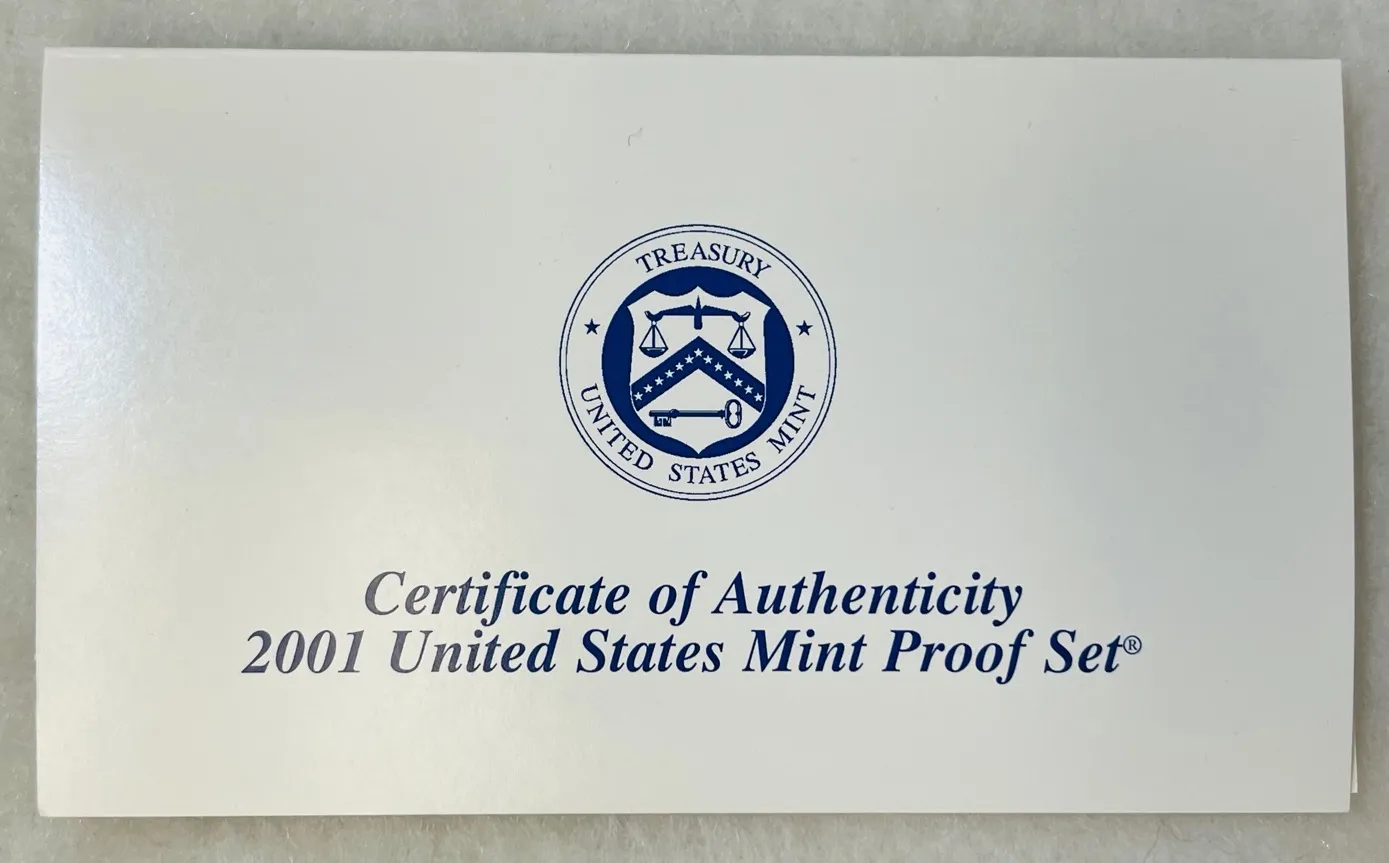 TREASURY
UNITED STATES MINT
Certificate of Authenticity
2001 United States Mint Proof Set®